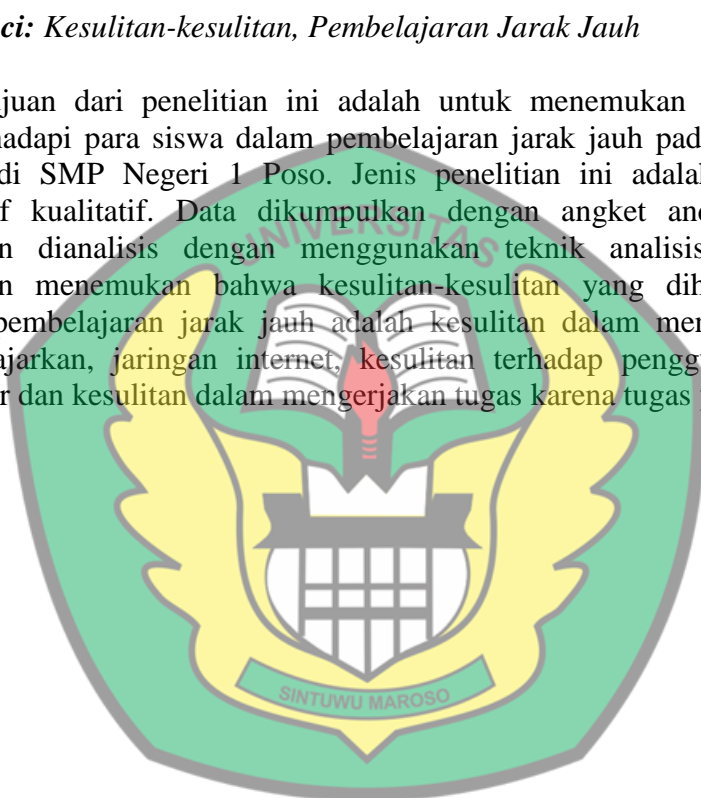 ci: Kesulitan-kesulitan, Pembelajaran Jarak Jauh
juan dari penelitian ini adalah untuk menemukan
hadapi para siswa dalam pembelajaran jarak jauh pad
di SMP Negeri 1 Poso. Jenis penelitian ini adalah
f kualitatif. Data dikumpulkan dengan angket and
n dianalisis dengan menggunakan teknik analisis
n menemukan bahwa kesulitan-kesulitan yang dih
pembelajaran jarak jauh adalah kesulitan dalam men
ajarkan, jaringan internet, kesulitan terhadap pengg
r dan kesulitan dalam mengerjakan tugas karena tugas
UNIVERSITAS
SINTUWU MAROSO